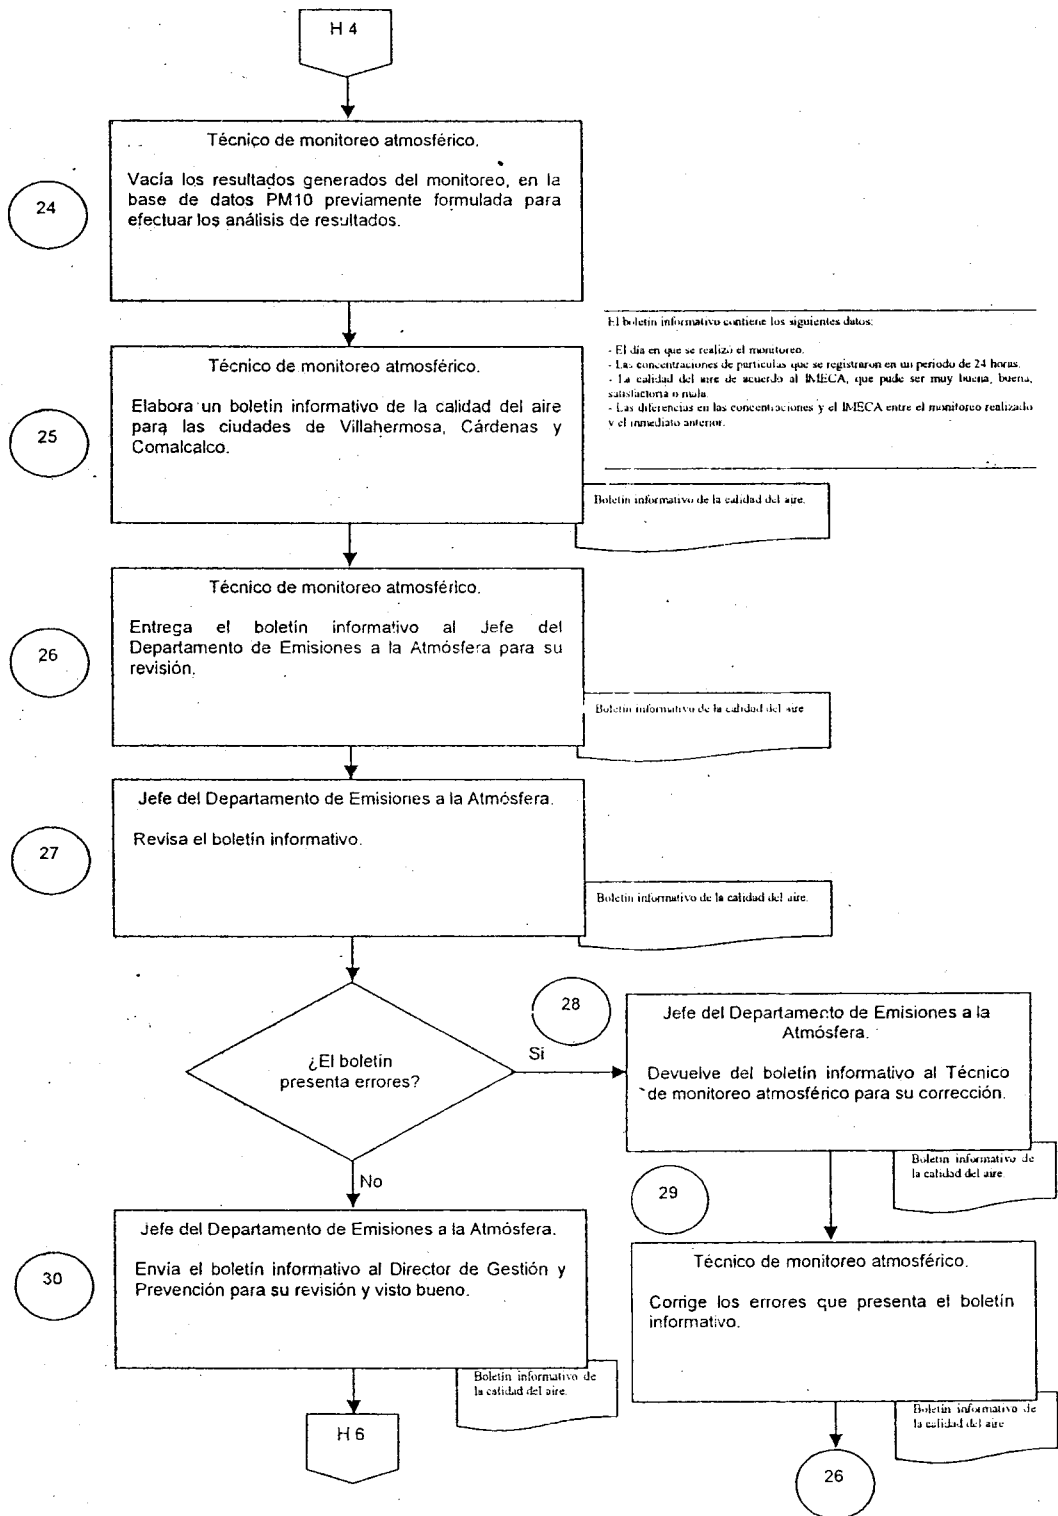 H 4
Técnico de monitoreo atmosférico.
24
Vacía los resultados generados del monitoreo, en la
base de datos PM10 previamente formulada para
efectuar los análisis de resultados.
El boletín informativo contiene los siguientes datos:
- El día en que se realizó el monitoreo.
- Las concentraciones de partículas que se registraron en un periodo de 24 horas.
- La calidad del aire de acuerdo al IMECA, que pude ser muy buena, buena,
satisfactoria o mala.
- Las diferencias en las concentraciones y el IMECA entre el monitoreo realizado
y el inmediato anterior.
Técnico de monitoreo atmosférico.
25
Elabora un boletín informativo de la calidad del aire
para las ciudades de Villahermosa, Cárdenas y
Comalcalco.
Boletín informativo de la calidad del aire.
Técnico de monitoreo atmosférico.
26
Entrega el boletín informativo al Jefe del
Departamento de Emisiones a la Atmósfera para su
revisión.
Boletín informativo de la calidad del aire
Jefe del Departamento de Emisiones a la Atmósfera.
27
Revisa el boletín informativo.
Boletín informativo de la calidad del aire.
¿El boletín
presenta errores?
Si
28
Jefe del Departamento de Emisiones a la
Atmósfera.
Devuelve del boletín informativo al Técnico
de monitoreo atmosférico para su corrección.
Boletín informativo de
la calidad del aire.
No
29
Técnico de monitoreo atmosférico.
Corrige los errores que presenta el boletín
informativo.
Boletín informativo de
la calidad del aire
26
Jefe del Departamento de Emisiones a la Atmósfera.
30
Envía el boletín informativo al Director de Gestión y
Prevención para su revisión y visto bueno.
Boletín informativo de
la calidad del aire.
H 6